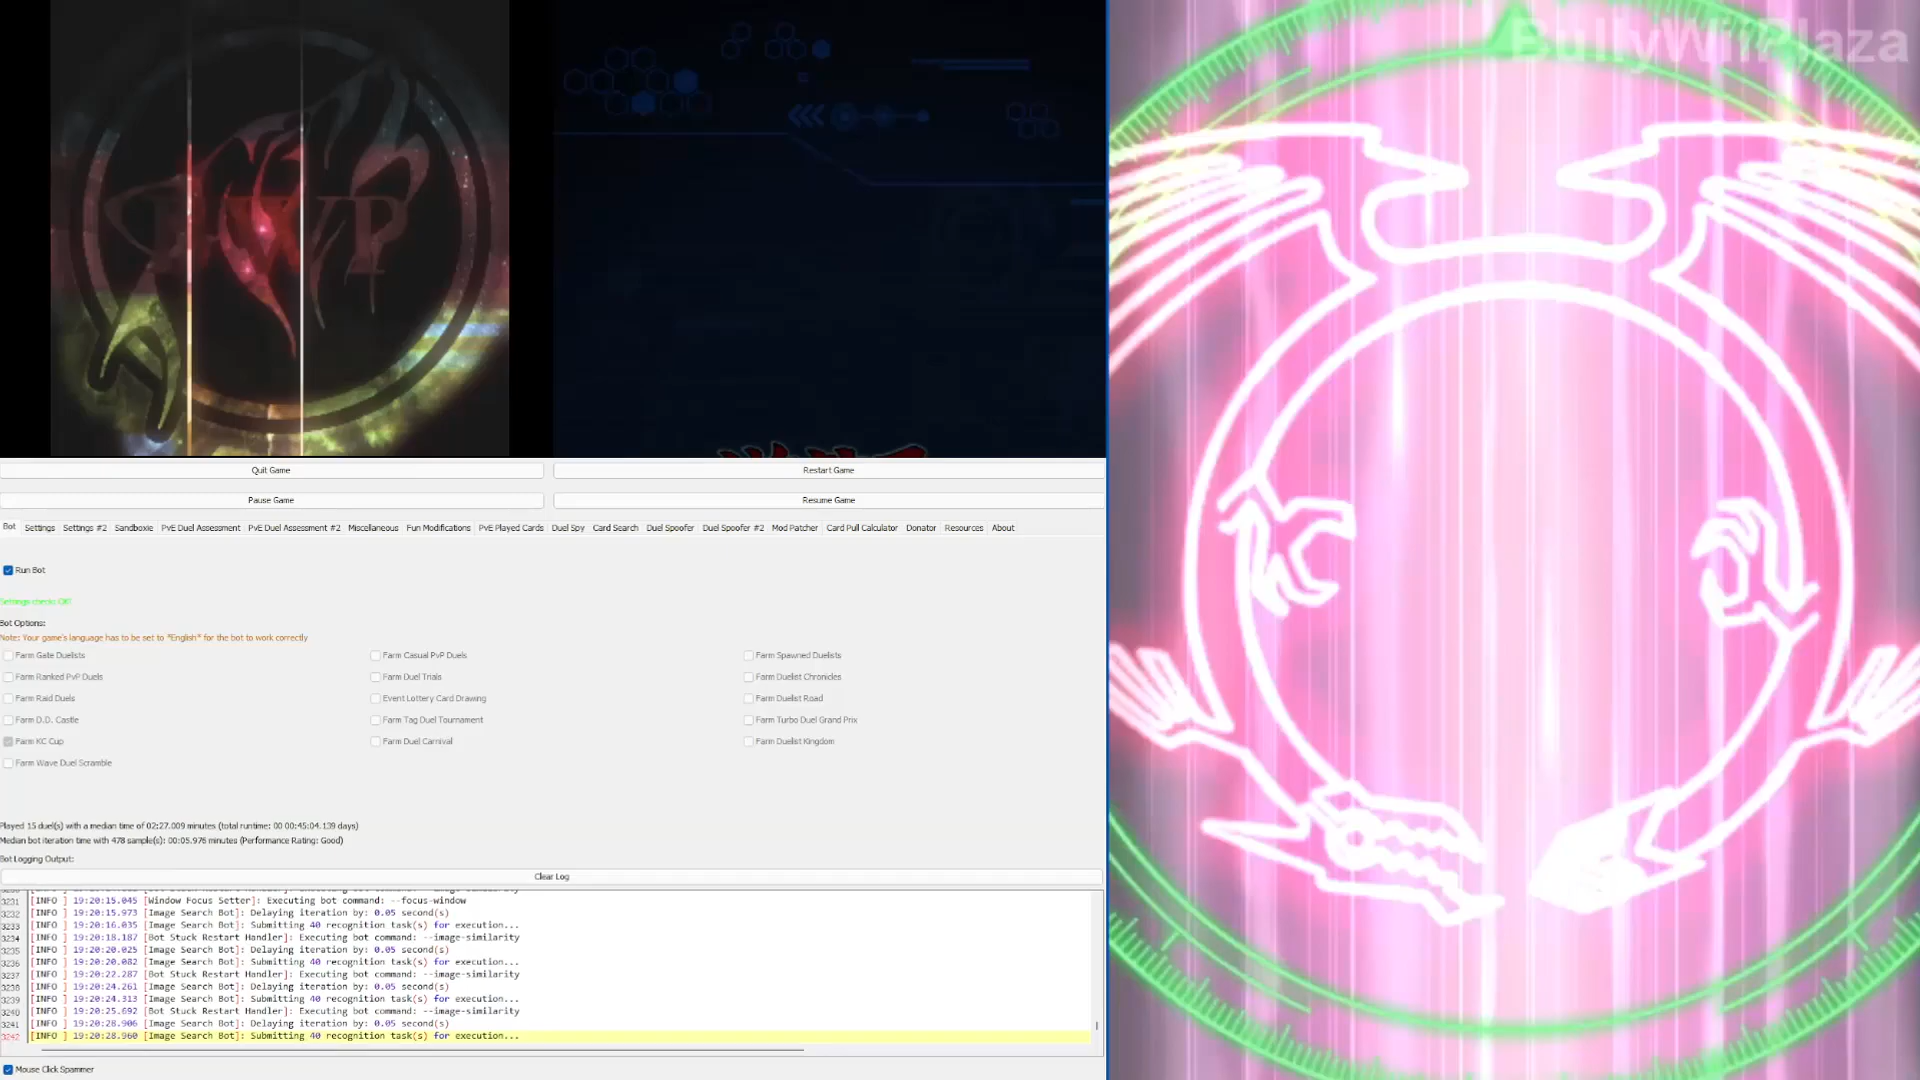 BullyWiiPlaza
Quit Game
Restart Game
Pause Game
Resume Game
Bot Settings Settings #2 Sandboxie PvE Duel Assessment PvE Duel Assessment #2 Miscellaneous Fun Modifications PvE Played Cards Duel Spy Card Search Duel Spoofer Duel Spoofer #2 Mod Patcher Card Pull Calculator Donator Resources About
Run Bot
Settings check: OK!
Bot Options:
Note: Your game's language has to be set to "English" for the bot to work correctly
Farm Gate Duelists Farm Casual PvP Duels Farm Spawned Duelists
Farm Ranked PvP Duels Farm Duel Trials Farm Duelist Chronicles
Farm Raid Duels Event Lottery Card Drawing Farm Duelist Road
Farm D.D. Castle Farm Tag Duel Tournament Farm Turbo Duel Grand Prix
Farm KC Cup Farm Duel Carnival Farm Duelist Kingdom
Farm Wave Duel Scramble
Played 15 duel(s) with a median time of 02:27.009 minutes (total runtime: 00 00:45:04.139 days)
Median bot iteration time with 478 sample(s): 00:05.976 minutes (Performance Rating: Good)
Bot Logging Output:
Clear Log
3231 [INFO ] 19:20:15.045 [Window Focus Setter]: Executing bot command: --focus-window
3232 [INFO ] 19:20:15.973 [Image Search Bot]: Delaying iteration by: 0.05 second(s)
3233 [INFO ] 19:20:16.035 [Image Search Bot]: Submitting 40 recognition task(s) for execution...
3234 [INFO ] 19:20:18.187 [Bot Stuck Restart Handler]: Executing bot command: --image-similarity
3235 [INFO ] 19:20:20.025 [Image Search Bot]: Delaying iteration by: 0.05 second(s)
3236 [INFO ] 19:20:20.082 [Image Search Bot]: Submitting 40 recognition task(s) for execution...
3237 [INFO ] 19:20:22.287 [Bot Stuck Restart Handler]: Executing bot command: --image-similarity
3238 [INFO ] 19:20:24.261 [Image Search Bot]: Delaying iteration by: 0.05 second(s)
3239 [INFO ] 19:20:24.313 [Image Search Bot]: Submitting 40 recognition task(s) for execution...
3240 [INFO ] 19:20:25.692 [Bot Stuck Restart Handler]: Executing bot command: --image-similarity
3241 [INFO ] 19:20:28.906 [Image Search Bot]: Delaying iteration by: 0.05 second(s)
3242 [INFO ] 19:20:28.960 [Image Search Bot]: Submitting 40 recognition task(s) for execution...
Mouse Click Spammer